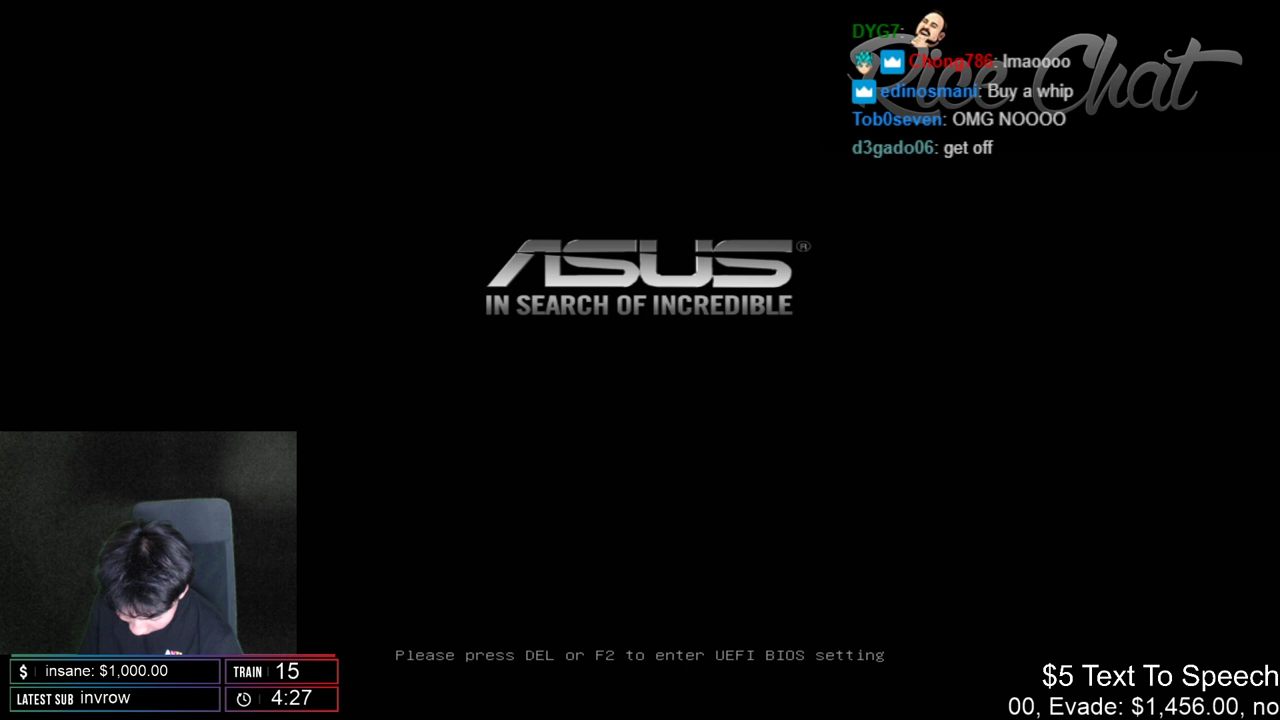 DYG7:
Rice Chat
Chong786: lmaoooo
edinosmani: Buy a whip
Tob0seven: OMG NOOOO
d3gado06: get off
ASUS®
IN SEARCH OF INCREDIBLE
Please press DEL or F2 to enter UEFI BIOS setting
$ insane: $1,000.00
TRAIN 15
LATEST SUB invrow
4:27
$5 Text To Speech
00, Evade: $1,456.00, no